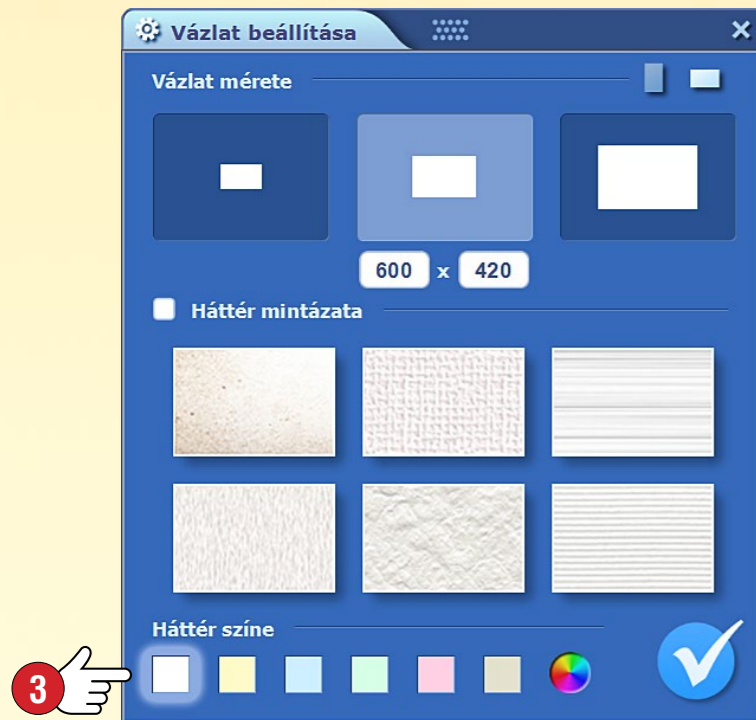 Vázlat beállítása
Vázlat mérete
600 x 420
Háttér mintázata
Háttér színe
3